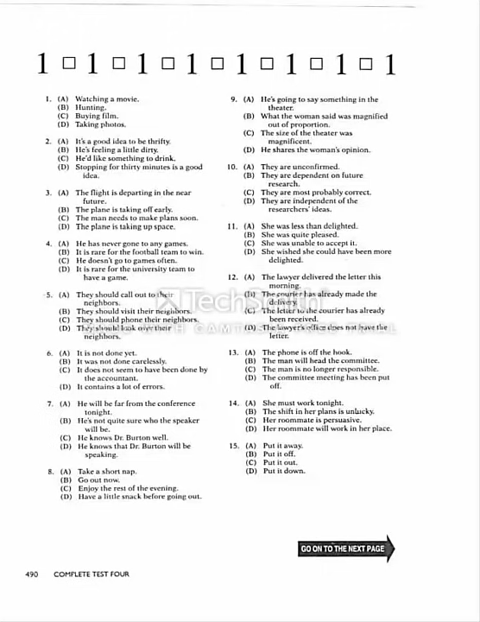 1 □ 1 □ 1 □ 1 □ 1 □ 1 □ 1 □ 1
1. (A) Watching a movie.
(B) Hunting.
(C) Buying film.
(D) Taking photos.
2. (A) It's a good idea to be thrifty.
(B) He's feeling a little dirty.
(C) He'd like something to drink.
(D) Stopping for thirty minutes is a good
idea.
3. (A) The flight is departing in the near
future.
(B) The plane is taking off early.
(C) The man needs to make plans soon.
(D) The plane is taking up space.
4. (A) He has never gone to any games.
(B) It is rare for the football team to win.
(C) He doesn't go to games often.
(D) It is rare for the university team to
have a game.
5. (A) They should call out to their
neighbors.
(B) They should visit their neighbors.
(C) They should phone their neighbors.
(D) They should look over their
neighbors.
6. (A) It is not done yet.
(B) It was not done carelessly.
(C) It does not seem to have been done by
the accountant.
(D) It contains a lot of errors.
7. (A) He will be far from the conference
tonight.
(B) He's not quite sure who the speaker
will be.
(C) He knows Dr. Burton well.
(D) He knows that Dr. Burton will be
speaking.
8. (A) Take a short nap.
(B) Go out now.
(C) Enjoy the rest of the evening.
(D) Have a little snack before going out.
9. (A) He's going to say something in the
theater.
(B) What the woman said was magnified
out of proportion.
(C) The size of the theater was
magnificent.
(D) He shares the woman's opinion.
10. (A) They are unconfirmed.
(B) They are dependent on future
research.
(C) They are most probably correct.
(D) They are independent of the
researchers' ideas.
11. (A) She was less than delighted.
(B) She was quite pleased.
(C) She was unable to accept it.
(D) She wished she could have been more
delighted.
12. (A) The lawyer delivered the letter this
morning.
(B) The courier has already made the
delivery.
(C) The letter to the courier has already
been received.
(D) The lawyer's office does not have the
letter.
13. (A) The phone is off the hook.
(B) The man will head the committee.
(C) The man is no longer responsible.
(D) The committee meeting has been put
off.
14. (A) She must work tonight.
(B) The shift in her plans is unlucky.
(C) Her roommate is persuasive.
(D) Her roommate will work in her place.
15. (A) Put it away.
(B) Put it off.
(C) Put it out.
(D) Put it down.
TechSmith
GO ON TO THE NEXT PAGE
490 COMPLETE TEST FOUR